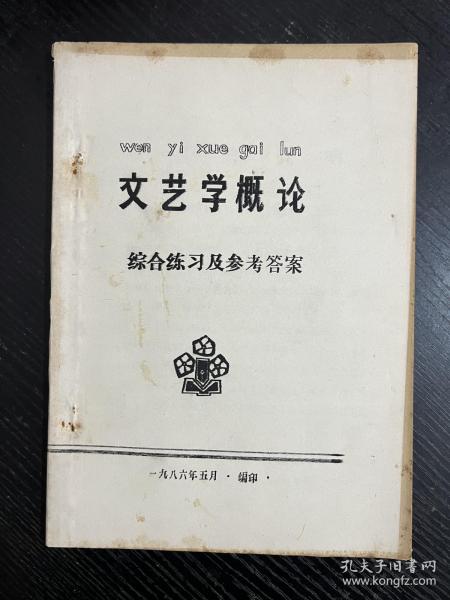 wen yi xue gai lun
文艺学概论
综合练习及参考答案
一九八六年五月·编印·
孔夫子旧书网
www.kongfz.com